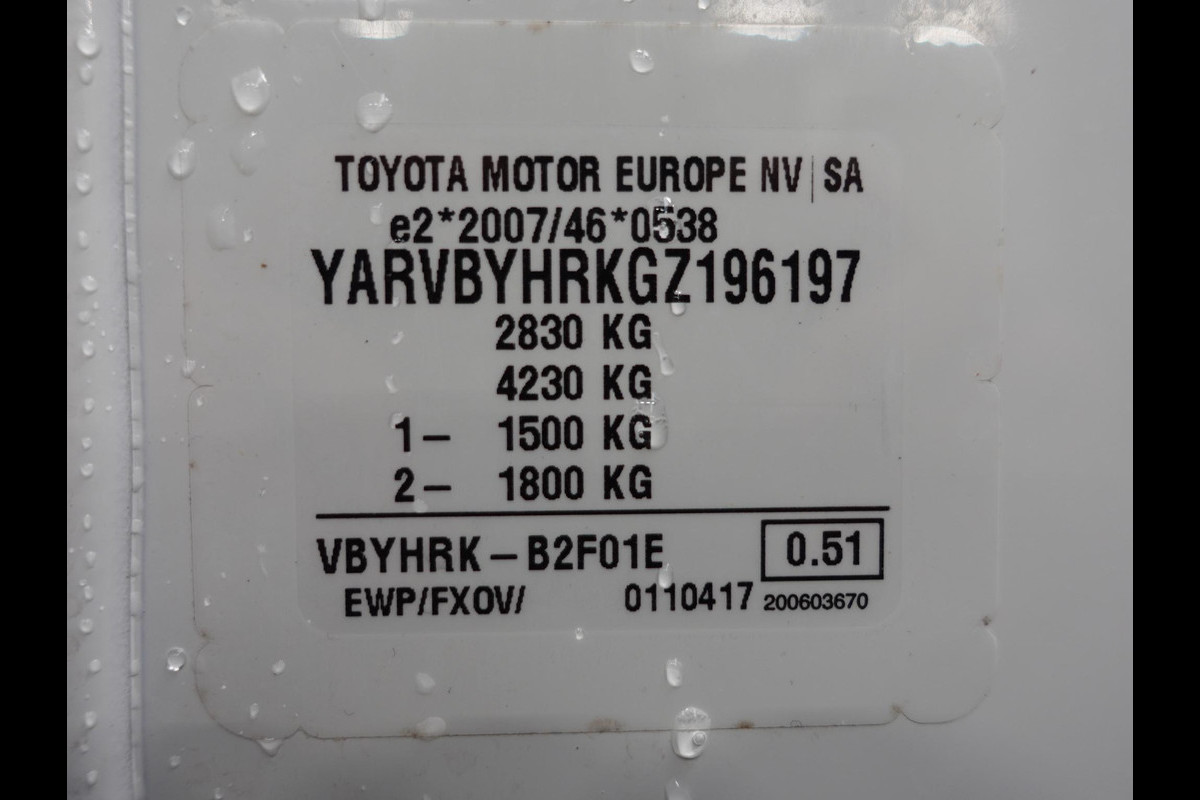 TOYOTA MOTOR EUROPE NV|SA
e2*2007/46*0538
YARVBYHRKGZ196197
2830 KG
4230 KG
1- 1500 KG
2- 1800 KG
VBYHRK-B2F01E 0.51
EWP/FXOV/ 0110417 200603670